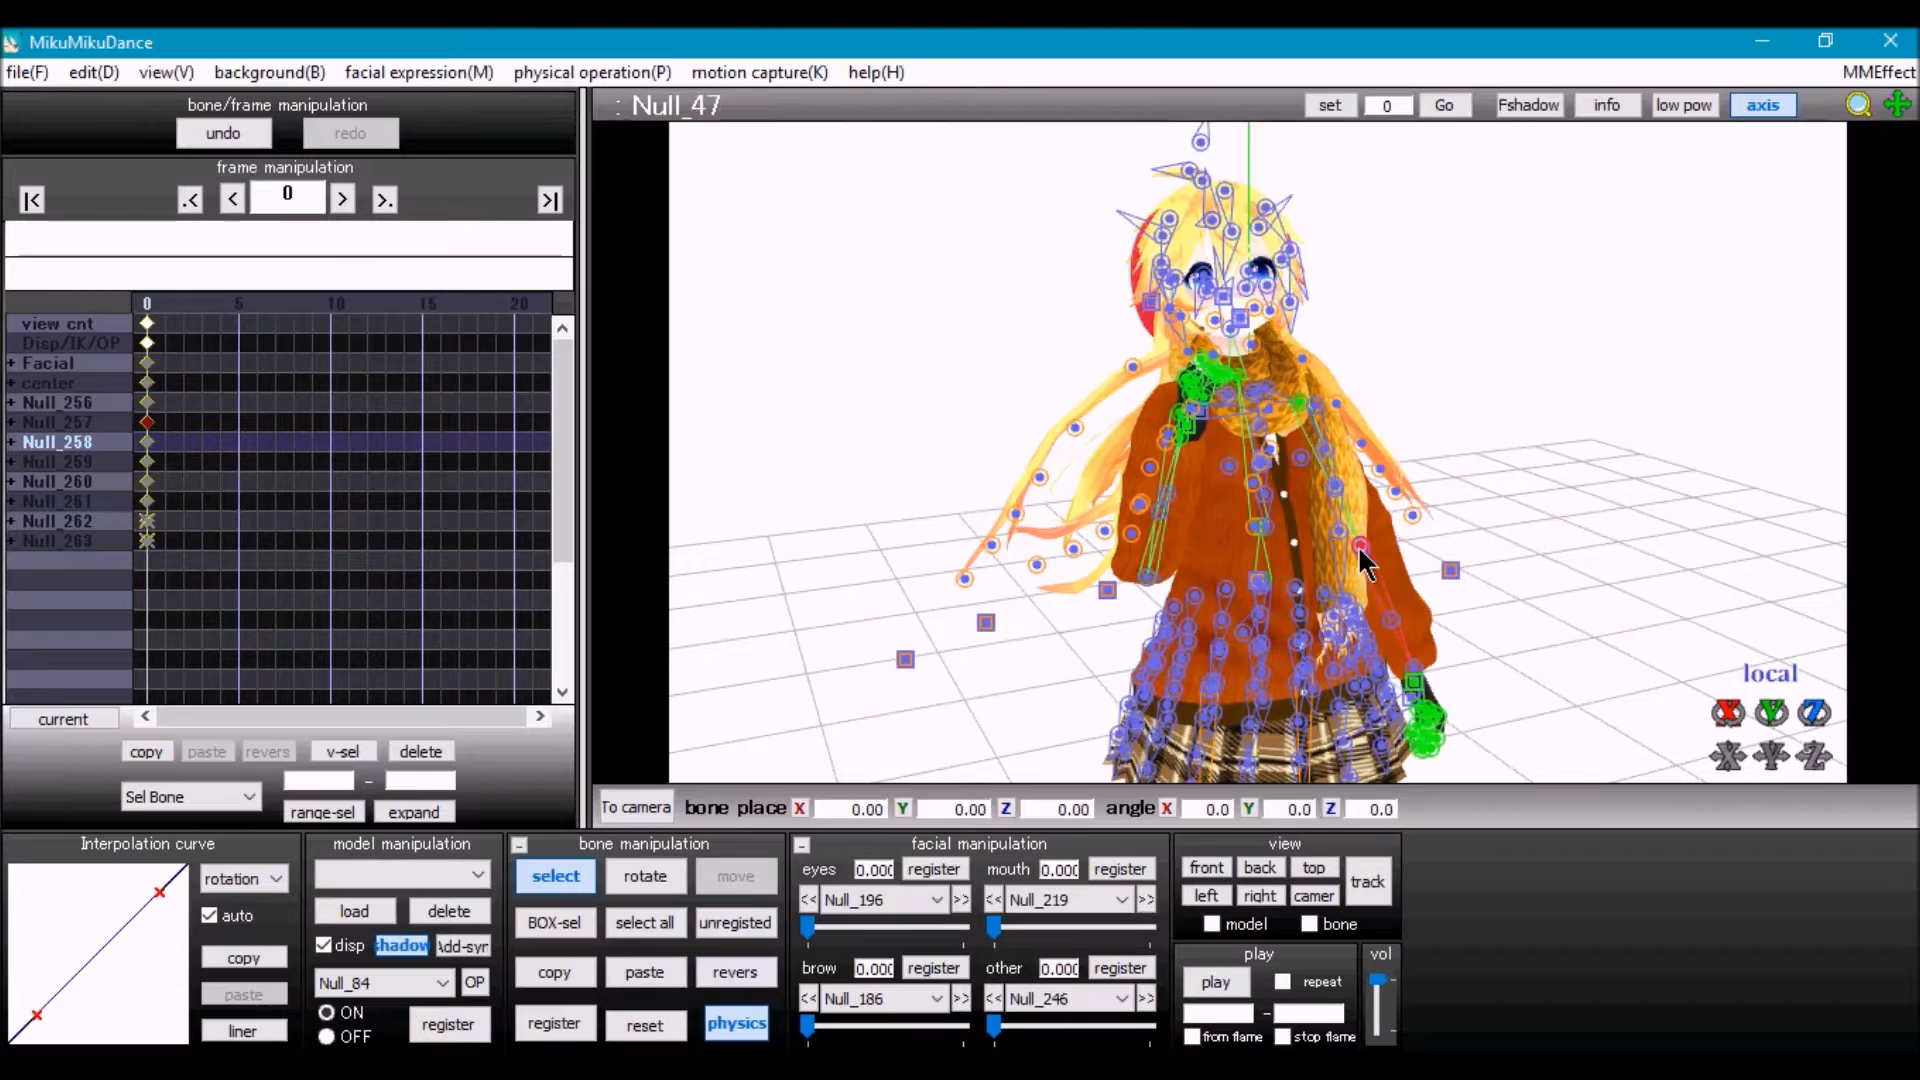 MikuMikuDance
file(F) edit(D) view(V) background(B) facial expression(M) physical operation(P) motion capture(K) help(H) MMEffect
bone/frame manipulation
undo redo
: Null_47
set 0 Go Fshadow info low pow axis
frame manipulation
|< .< < 0 > >. >|
0 5 10 15 20
view cnt
Disp/IK/OP
+ Facial
+ center
+ Null_256
+ Null_257
+ Null_258
+ Null_259
+ Null_260
+ Null_261
+ Null_262
+ Null_263
local
X Y Z
X Y Z
current < >
copy paste revers v-sel delete
Sel Bone -
range-sel expand
To camera bone place X 0.00 Y 0.00 Z 0.00 angle X 0.0 Y 0.0 Z 0.0
Interpolation curve
rotation
auto
copy
paste
liner
model manipulation
load delete
disp shadow Add-syn
Null_84 OP
ON
OFF
register
- bone manipulation
select rotate move
BOX-sel select all unregisted
copy paste revers
register reset physics
- facial manipulation
eyes 0.000 register mouth 0.000 register
<< Null_196 >> << Null_219 >>
brow 0.000 register other 0.000 register
<< Null_186 >> << Null_246 >>
view
front back top
track
left right camer
model bone
play
play repeat
-
from flame stop flame
vol